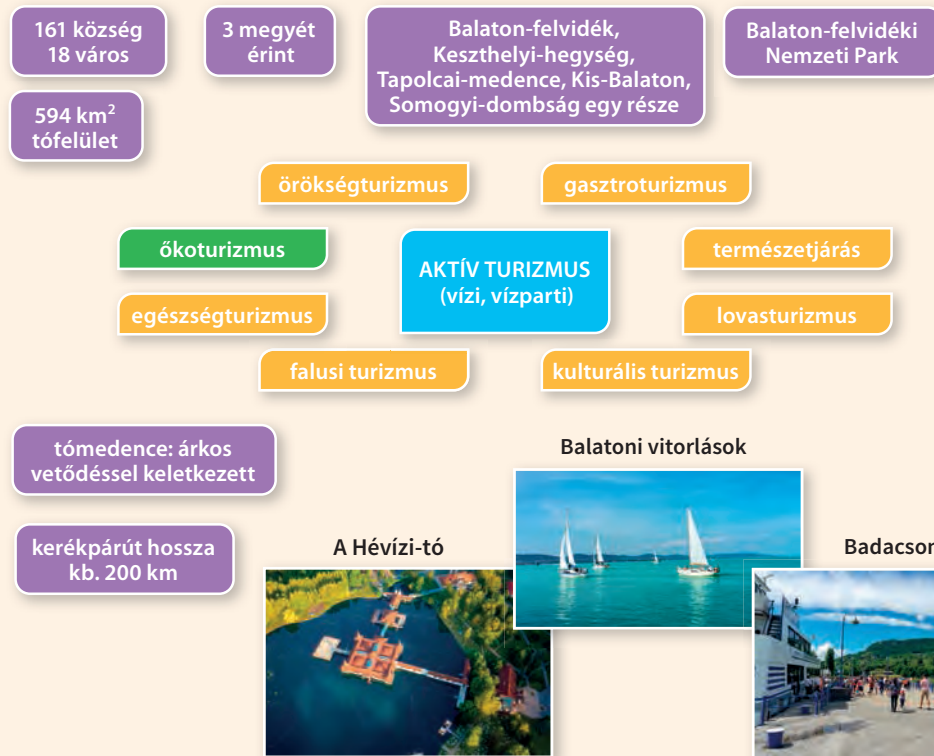 161 község
18 város
3 megyét
érint
Balaton-felvidék,
Keszthelyi-hegység,
Tapolcai-medence, Kis-Balaton,
Somogyi-dombság egy része
Balaton-felvidéki
Nemzeti Park
594 km²
tófelület
örökségturizmus
gasztroturizmus
őkoturizmus
AKTÍV TURIZMUS
(vízi, vízparti)
természetjárás
egészségturizmus
lovasturizmus
falusi turizmus
kulturális turizmus
tómedence: árkos
vetődéssel keletkezett
Balatoni vitorlások
kerékpárút hossza
kb. 200 km
A Hévízi-tó